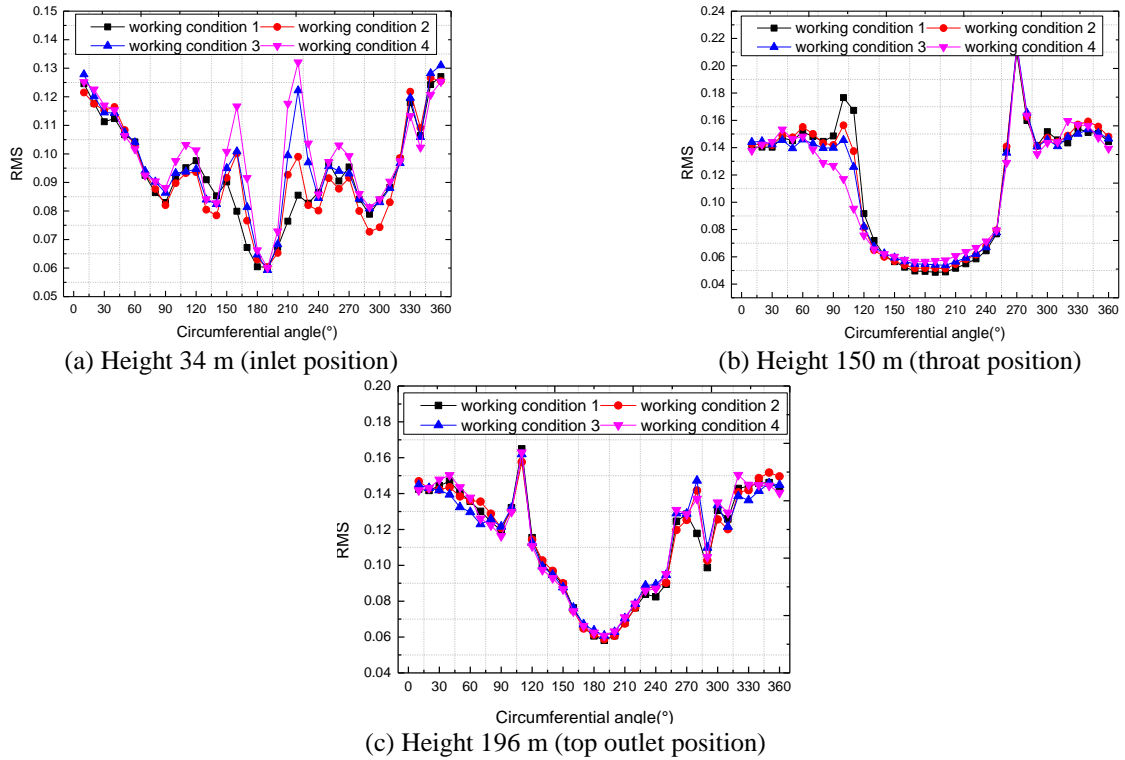 0.15
0.14
0.13
0.12
0.11
0.10
0.09
0.08
0.07
0.06
0.05
RMS
working condition 1
working condition 2
working condition 3
working condition 4
0 30 60 90 120 150 180 210 240 270 300 330 360
Circumferential angle(°)
(a) Height 34 m (inlet position)
0.24
0.22
0.20
0.18
0.16
0.14
0.12
0.10
0.08
0.06
0.04
RMS
working condition 1
working condition 2
working condition 3
working condition 4
0 30 60 90 120 150 180 210 240 270 300 330 360
Circumferential angle(°)
(b) Height 150 m (throat position)
0.20
0.18
0.16
0.14
0.12
0.10
0.08
0.06
0.04
RMS
working condition 1
working condition 2
working condition 3
working condition 4
0 30 60 90 120 150 180 210 240 270 300 330 360
Circumferential angle(°)
(c) Height 196 m (top outlet position)